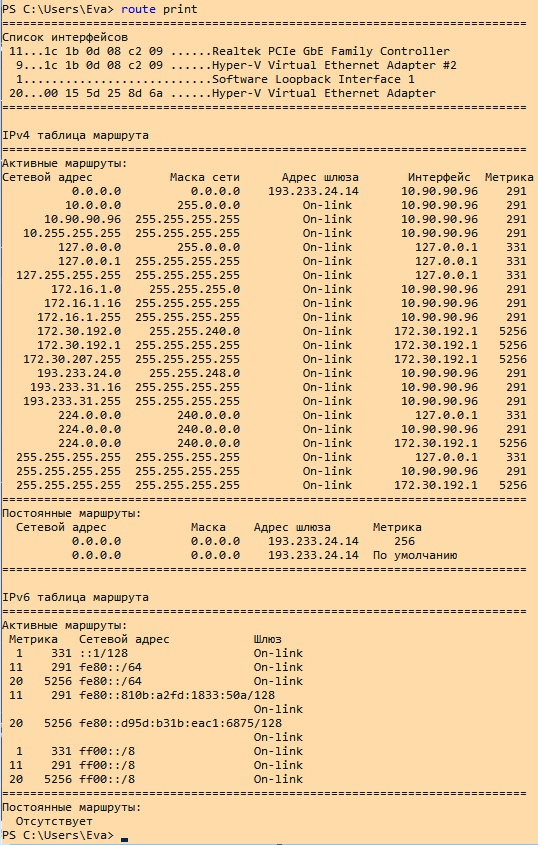 PS C:\Users\Eva> route print
===========================================================================
Список интерфейсов
 11...1c 1b 0d 08 c2 09 ......Realtek PCIe GbE Family Controller
  9...1c 1b 0d 08 c2 09 ......Hyper-V Virtual Ethernet Adapter #2
  1...........................Software Loopback Interface 1
 20...00 15 5d 25 8d 6a ......Hyper-V Virtual Ethernet Adapter
===========================================================================
IPv4 таблица маршрута
===========================================================================
Активные маршруты:
Сетевой адрес           Маска сети      Адрес шлюза       Интерфейс  Метрика
          0.0.0.0          0.0.0.0    193.233.24.14      10.90.90.96    291
         10.0.0.0        255.0.0.0         On-link       10.90.90.96    291
      10.90.90.96  255.255.255.255         On-link       10.90.90.96    291
   10.255.255.255  255.255.255.255         On-link       10.90.90.96    291
        127.0.0.0        255.0.0.0         On-link         127.0.0.1    331
        127.0.0.1  255.255.255.255         On-link         127.0.0.1    331
  127.255.255.255  255.255.255.255         On-link         127.0.0.1    331
       172.16.1.0    255.255.255.0         On-link       10.90.90.96    291
      172.16.1.16  255.255.255.255         On-link       10.90.90.96    291
     172.16.1.255  255.255.255.255         On-link       10.90.90.96    291
     172.30.192.0    255.255.240.0         On-link      172.30.192.1   5256
     172.30.192.1  255.255.255.255         On-link      172.30.192.1   5256
   172.30.207.255  255.255.255.255         On-link      172.30.192.1   5256
     193.233.24.0    255.255.248.0         On-link       10.90.90.96    291
    193.233.31.16  255.255.255.255         On-link       10.90.90.96    291
   193.233.31.255  255.255.255.255         On-link       10.90.90.96    291
        224.0.0.0        240.0.0.0         On-link         127.0.0.1    331
        224.0.0.0        240.0.0.0         On-link       10.90.90.96    291
        224.0.0.0        240.0.0.0         On-link      172.30.192.1   5256
  255.255.255.255  255.255.255.255         On-link         127.0.0.1    331
  255.255.255.255  255.255.255.255         On-link       10.90.90.96    291
  255.255.255.255  255.255.255.255         On-link      172.30.192.1   5256
===========================================================================
Постоянные маршруты:
  Сетевой адрес            Маска    Адрес шлюза      Метрика
          0.0.0.0          0.0.0.0    193.233.24.14     256
          0.0.0.0          0.0.0.0    193.233.24.14  По умолчанию
===========================================================================
IPv6 таблица маршрута
===========================================================================
Активные маршруты:
 Метрика   Сетевой адрес            Шлюз
  1    331 ::1/128                  On-link
 11    291 fe80::/64                On-link
 20   5256 fe80::/64                On-link
 11    291 fe80::810b:a2fd:1833:50a/128
                                    On-link
 20   5256 fe80::d95d:b31b:eac1:6875/128
                                    On-link
  1    331 ff00::/8                 On-link
 11    291 ff00::/8                 On-link
 20   5256 ff00::/8                 On-link
===========================================================================
Постоянные маршруты:
  Отсутствует
PS C:\Users\Eva>